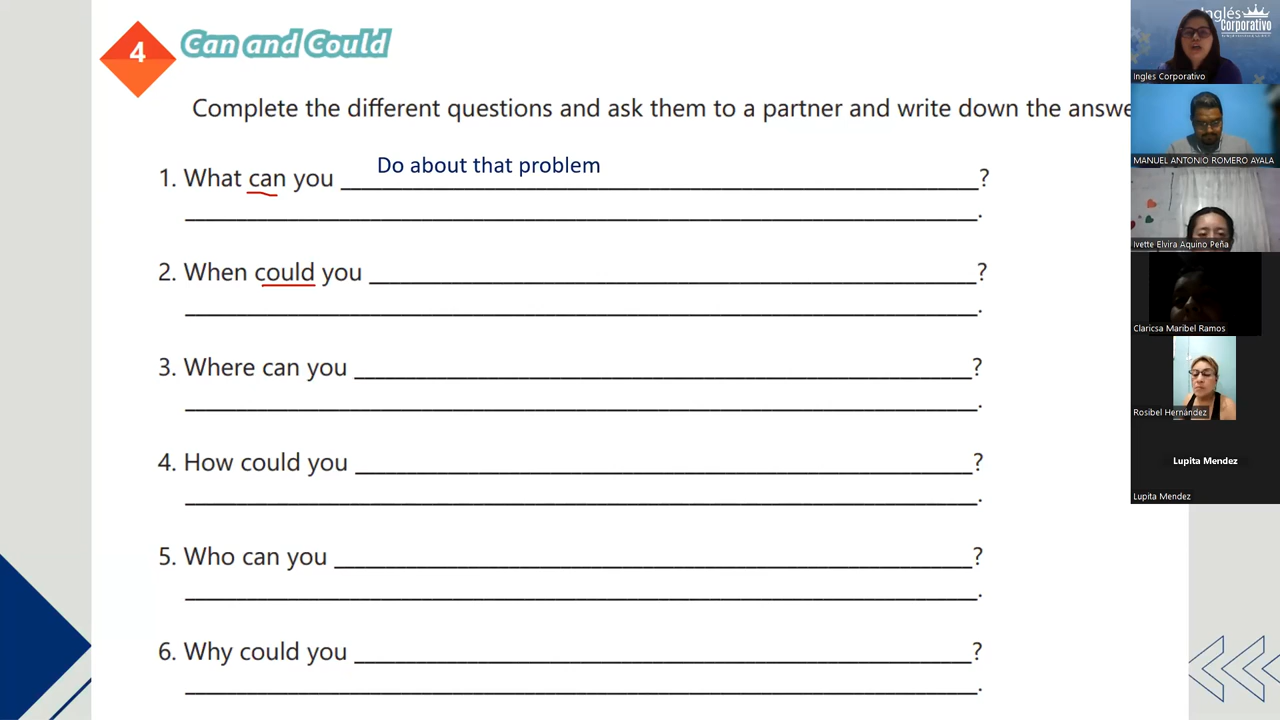 4
Can and Could
Complete the different questions and ask them to a partner and write down the answe
Do about that problem
1. What can you ?
.
2. When could you ?
.
3. Where can you ?
.
4. How could you ?
.
5. Who can you ?
.
6. Why could you ?
.
Inglés
Corporativo
Ingles Corporativo
MANUEL ANTONIO ROMERO AYALA
Ivette Elvira Aquino Peña
Claricsa Maribel Ramos
Rosibel Hernández
Lupita Mendez
Lupita Mendez